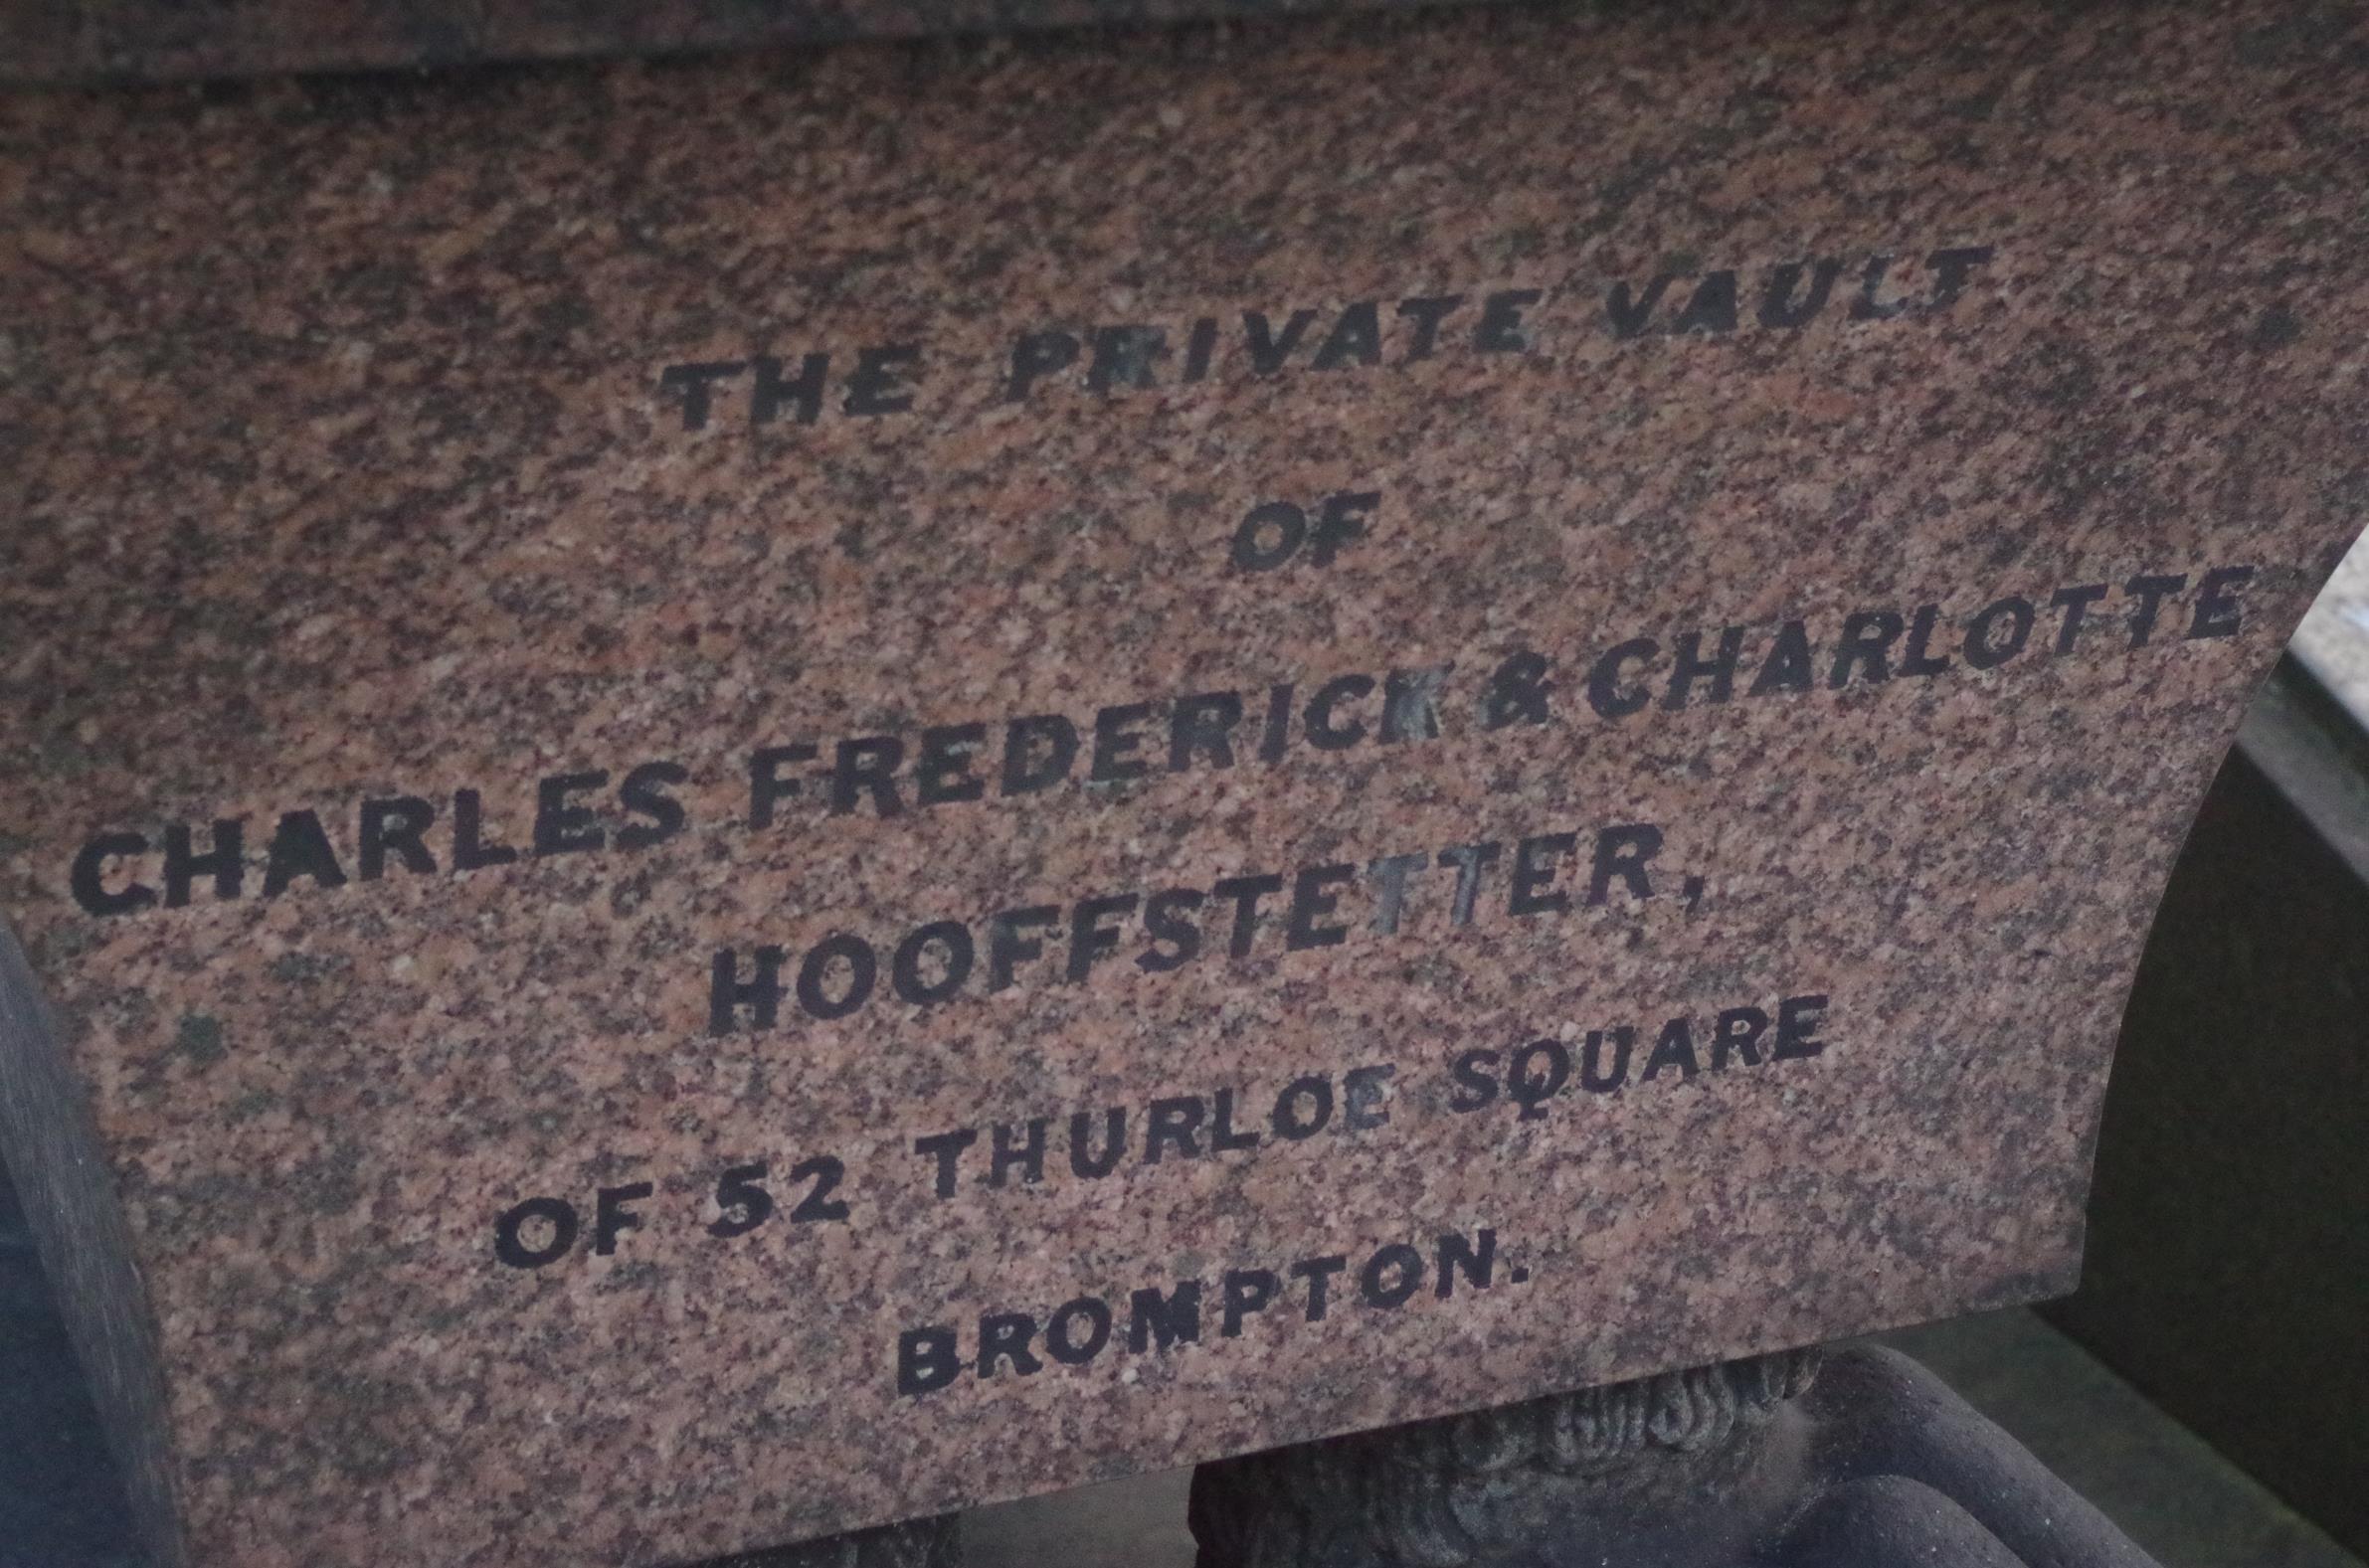 THE PRIVATE VAULT
OF
CHARLES FREDERICK & CHARLOTTE
HOOFFSTETTER,
OF 52 THURLOE SQUARE
BROMPTON.